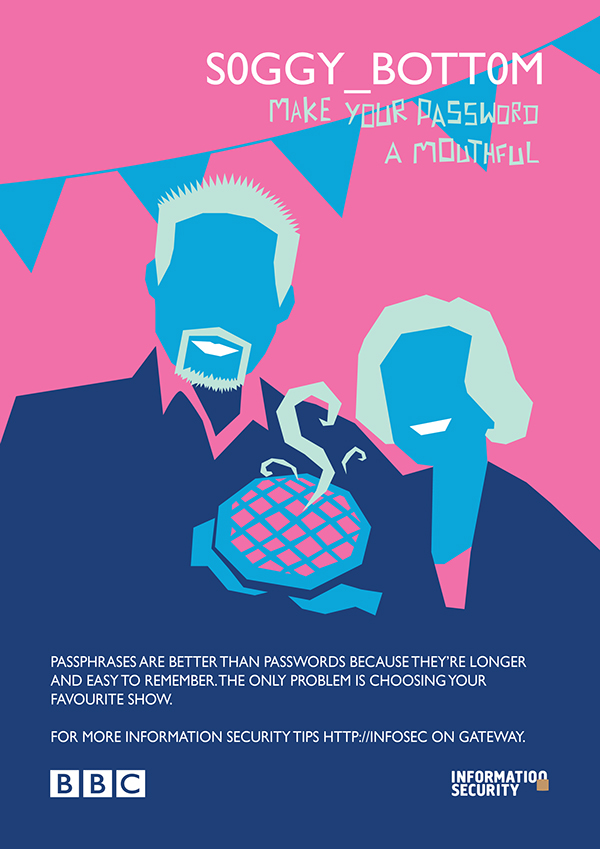 S0GGY_BOTT0M
MAKE YOUR PASSWORD
A MOUTHFUL
PASSPHRASES ARE BETTER THAN PASSWORDS BECAUSE THEY'RE LONGER
AND EASY TO REMEMBER. THE ONLY PROBLEM IS CHOOSING YOUR
FAVOURITE SHOW.
FOR MORE INFORMATION SECURITY TIPS HTTP://INFOSEC ON GATEWAY.
BBC
INFORMATION
SECURITY